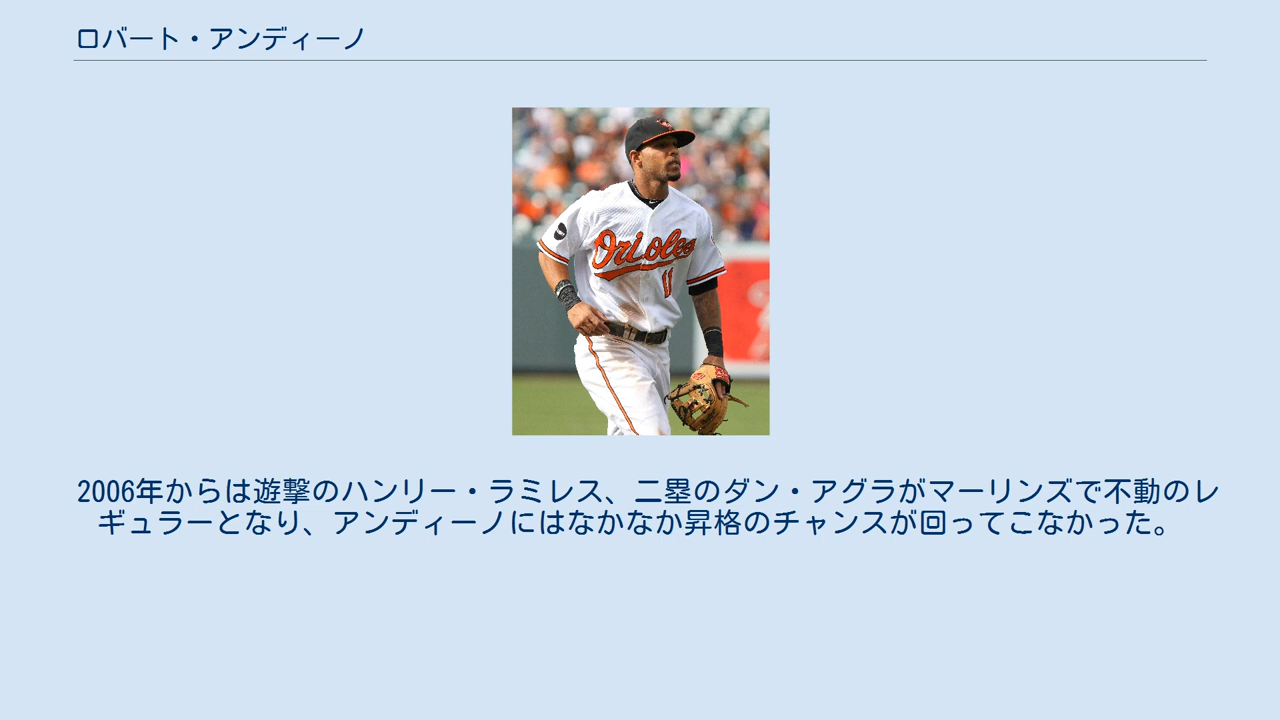 ロバート・アンディーノ
Orioles
11
2006年からは遊撃のハンリー・ラミレス、二塁のダン・アグラがマーリンズで不動のレ
ギュラーとなり、アンディーノにはなかなか昇格のチャンスが回ってこなかった。